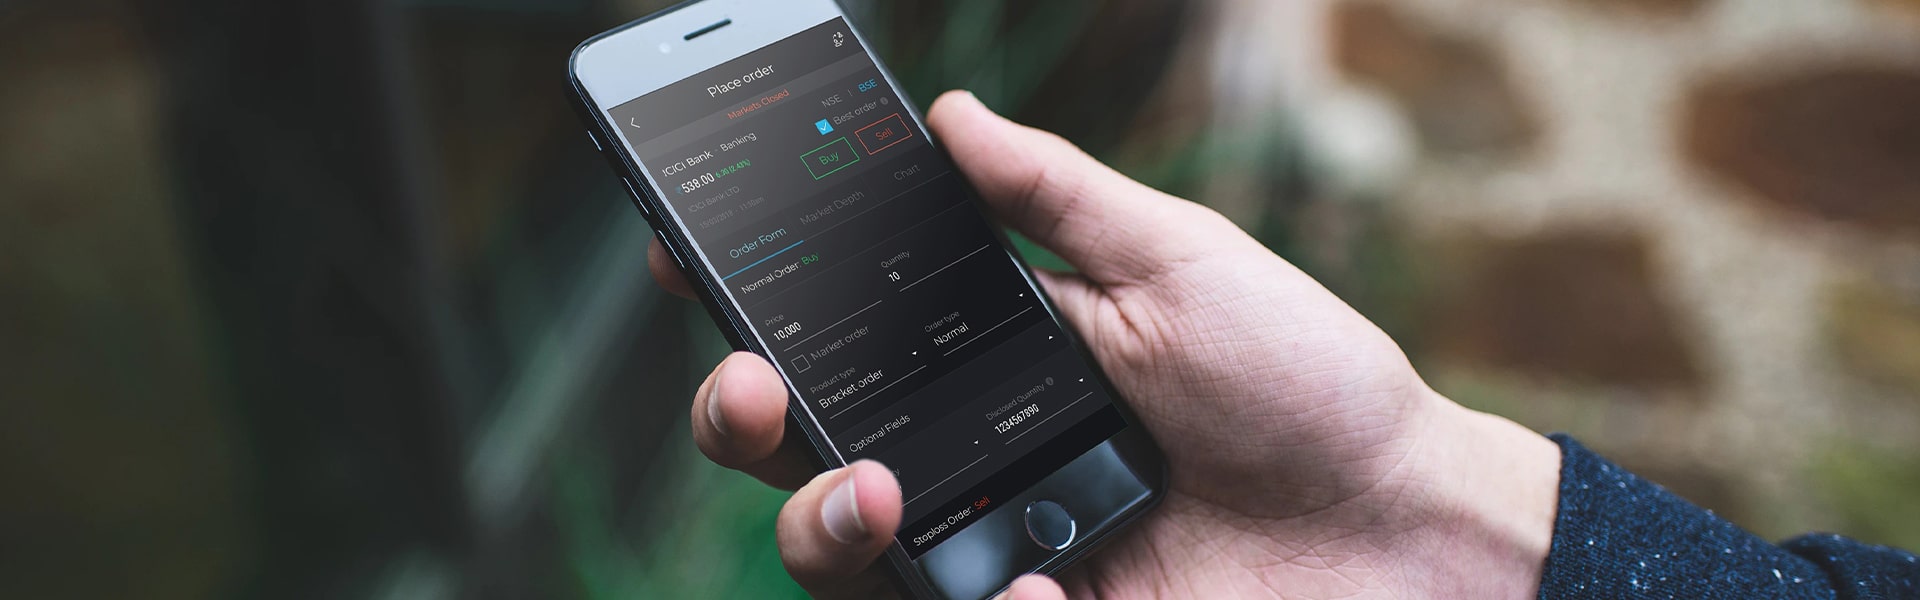 Place order
Markets Closed
NSE | BSE
ICICI Bank - Banking
Best order
₹538.00 6.20 (2.43%)
Buy
Sell
ICICI Bank LTD
Order Form
Market Depth
Chart
Normal Order: Buy
Price
10,000
Quantity
10
Market order
Product type
Bracket order
Order type
Normal
Optional Fields
Disclosed Quantity
1234567890
Stoploss Order: Sell